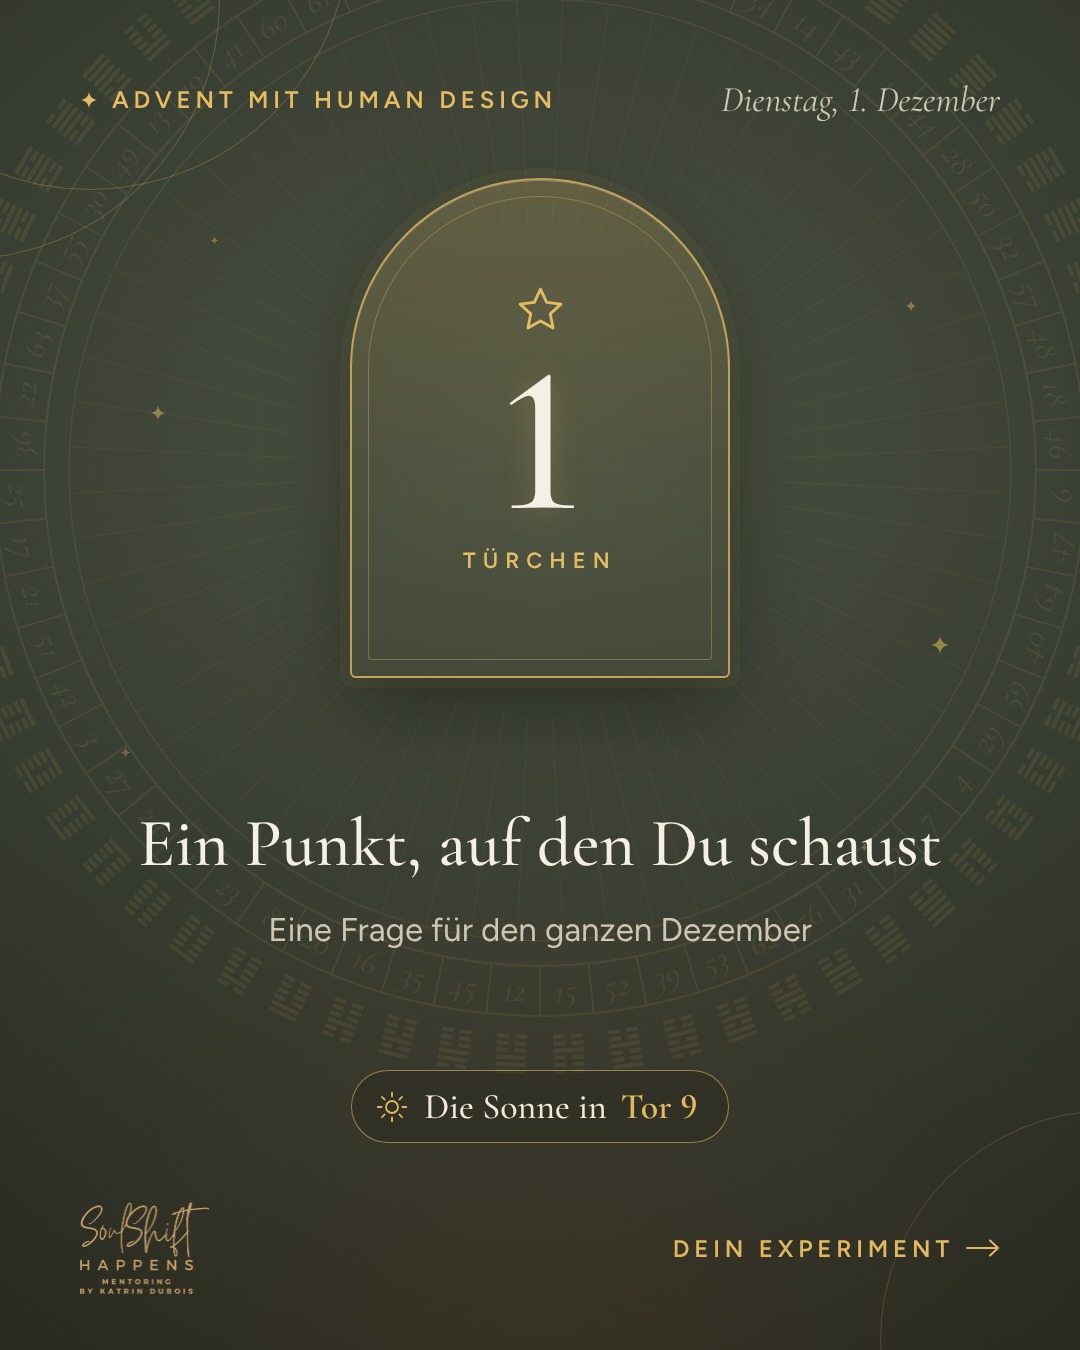 ADVENT MIT HUMAN DESIGN
Dienstag, 1. Dezember
1
TÜRCHEN
Ein Punkt, auf den Du schaust
Eine Frage für den ganzen Dezember
Die Sonne in Tor 9
SoulShift
HAPPENS
MENTORING
BY KATRIN DUBOIS
DEIN EXPERIMENT →